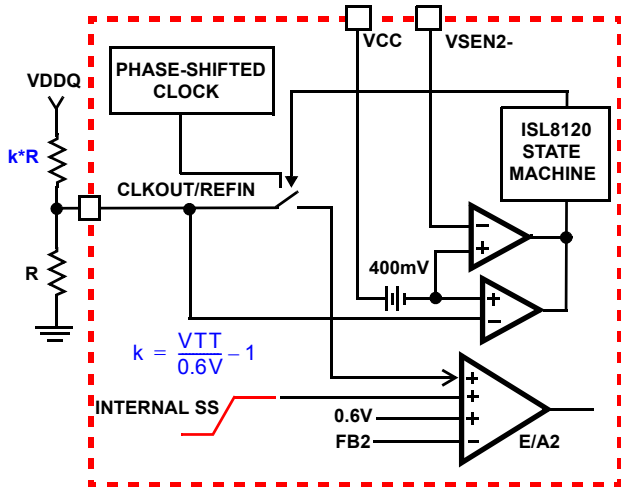 VCC
VSEN2-
PHASE-SHIFTED
CLOCK
VDDQ
ISL8120
STATE
MACHINE
k*R
CLKOUT/REFIN
−
+
400mV
R
+
−
k = VTT/0.6V − 1
+
INTERNAL SS
+
0.6V
+
FB2
−
E/A2